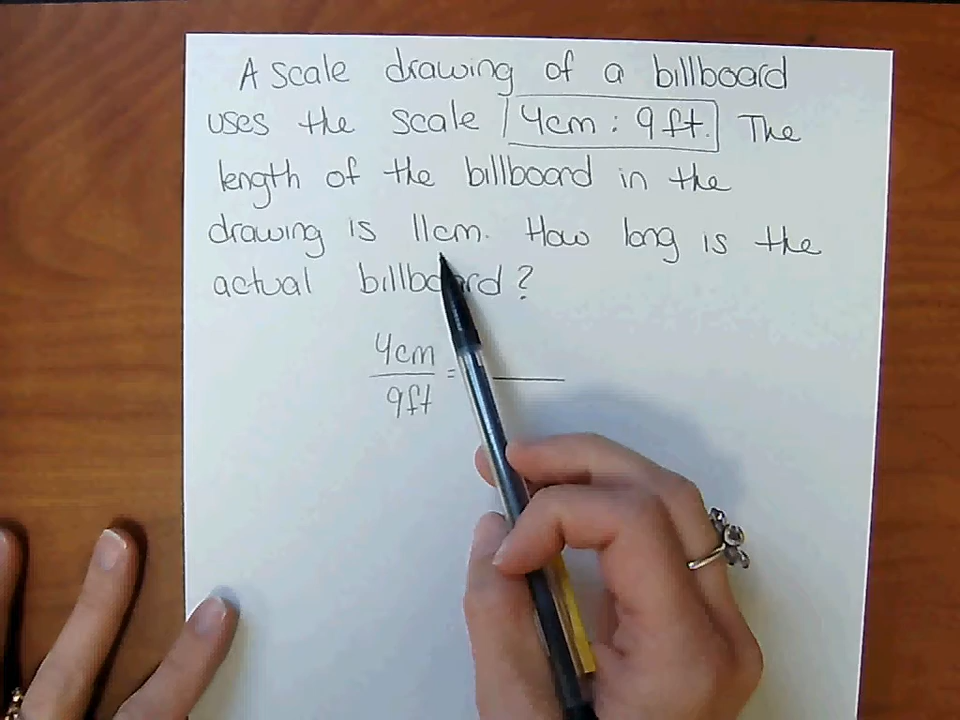 A scale drawing of a billboard
uses the scale 4cm : 9ft. The
length of the billboard in the
drawing is 11cm. How long is the
actual billboard?
4cm
9ft
=